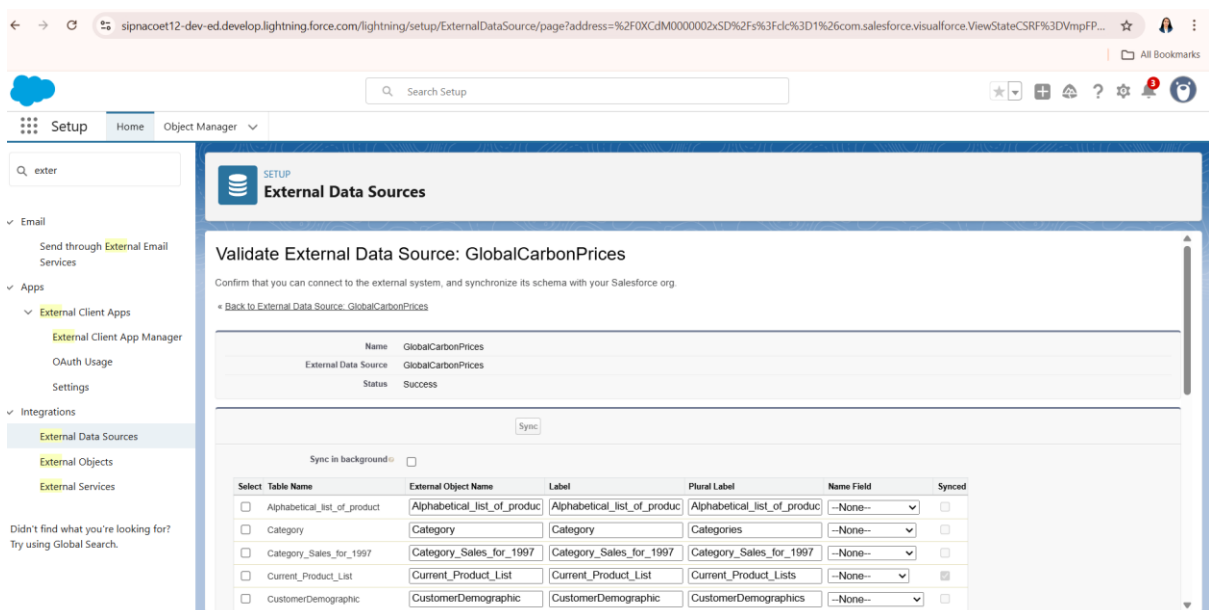 sipnacoet12-dev-ed.develop.lightning.force.com/lightning/setup/ExternalDataSource/page?address=%2F0XCdM0000002xSD%2Fs%3Fclc%3D1%26com.salesforce.visualforce.ViewStateCSRF%3DVmpFP...
All Bookmarks
Search Setup
3
Setup Home Object Manager
exter
SETUP
External Data Sources
Email
Send through External Email
Services
Apps
External Client Apps
External Client App Manager
OAuth Usage
Settings
Integrations
External Data Sources
External Objects
External Services
Didn't find what you're looking for?
Try using Global Search.
Validate External Data Source: GlobalCarbonPrices
Confirm that you can connect to the external system, and synchronize its schema with your Salesforce org.
« Back to External Data Source: GlobalCarbonPrices
Name GlobalCarbonPrices
External Data Source GlobalCarbonPrices
Status Success
Sync
Sync in background
Select Table Name External Object Name Label Plural Label Name Field Synced
Alphabetical_list_of_product Alphabetical_list_of_produc Alphabetical_list_of_produc Alphabetical_list_of_produc --None--
Category Category Category Categories --None--
Category_Sales_for_1997 Category_Sales_for_1997 Category_Sales_for_1997 Category_Sales_for_1997 --None--
Current_Product_List Current_Product_List Current_Product_List Current_Product_Lists --None--
CustomerDemographic CustomerDemographic CustomerDemographic CustomerDemographics --None--